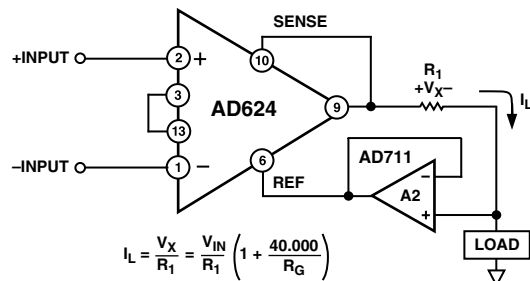 SENSE
+INPUT
2
+
10
3
AD624
9
R1
+VX–
IL
13
–INPUT
1
–
6
REF
AD711
–
A2
+
LOAD
IL = VX/R1 = VIN/R1 (1 + 40.000/RG)